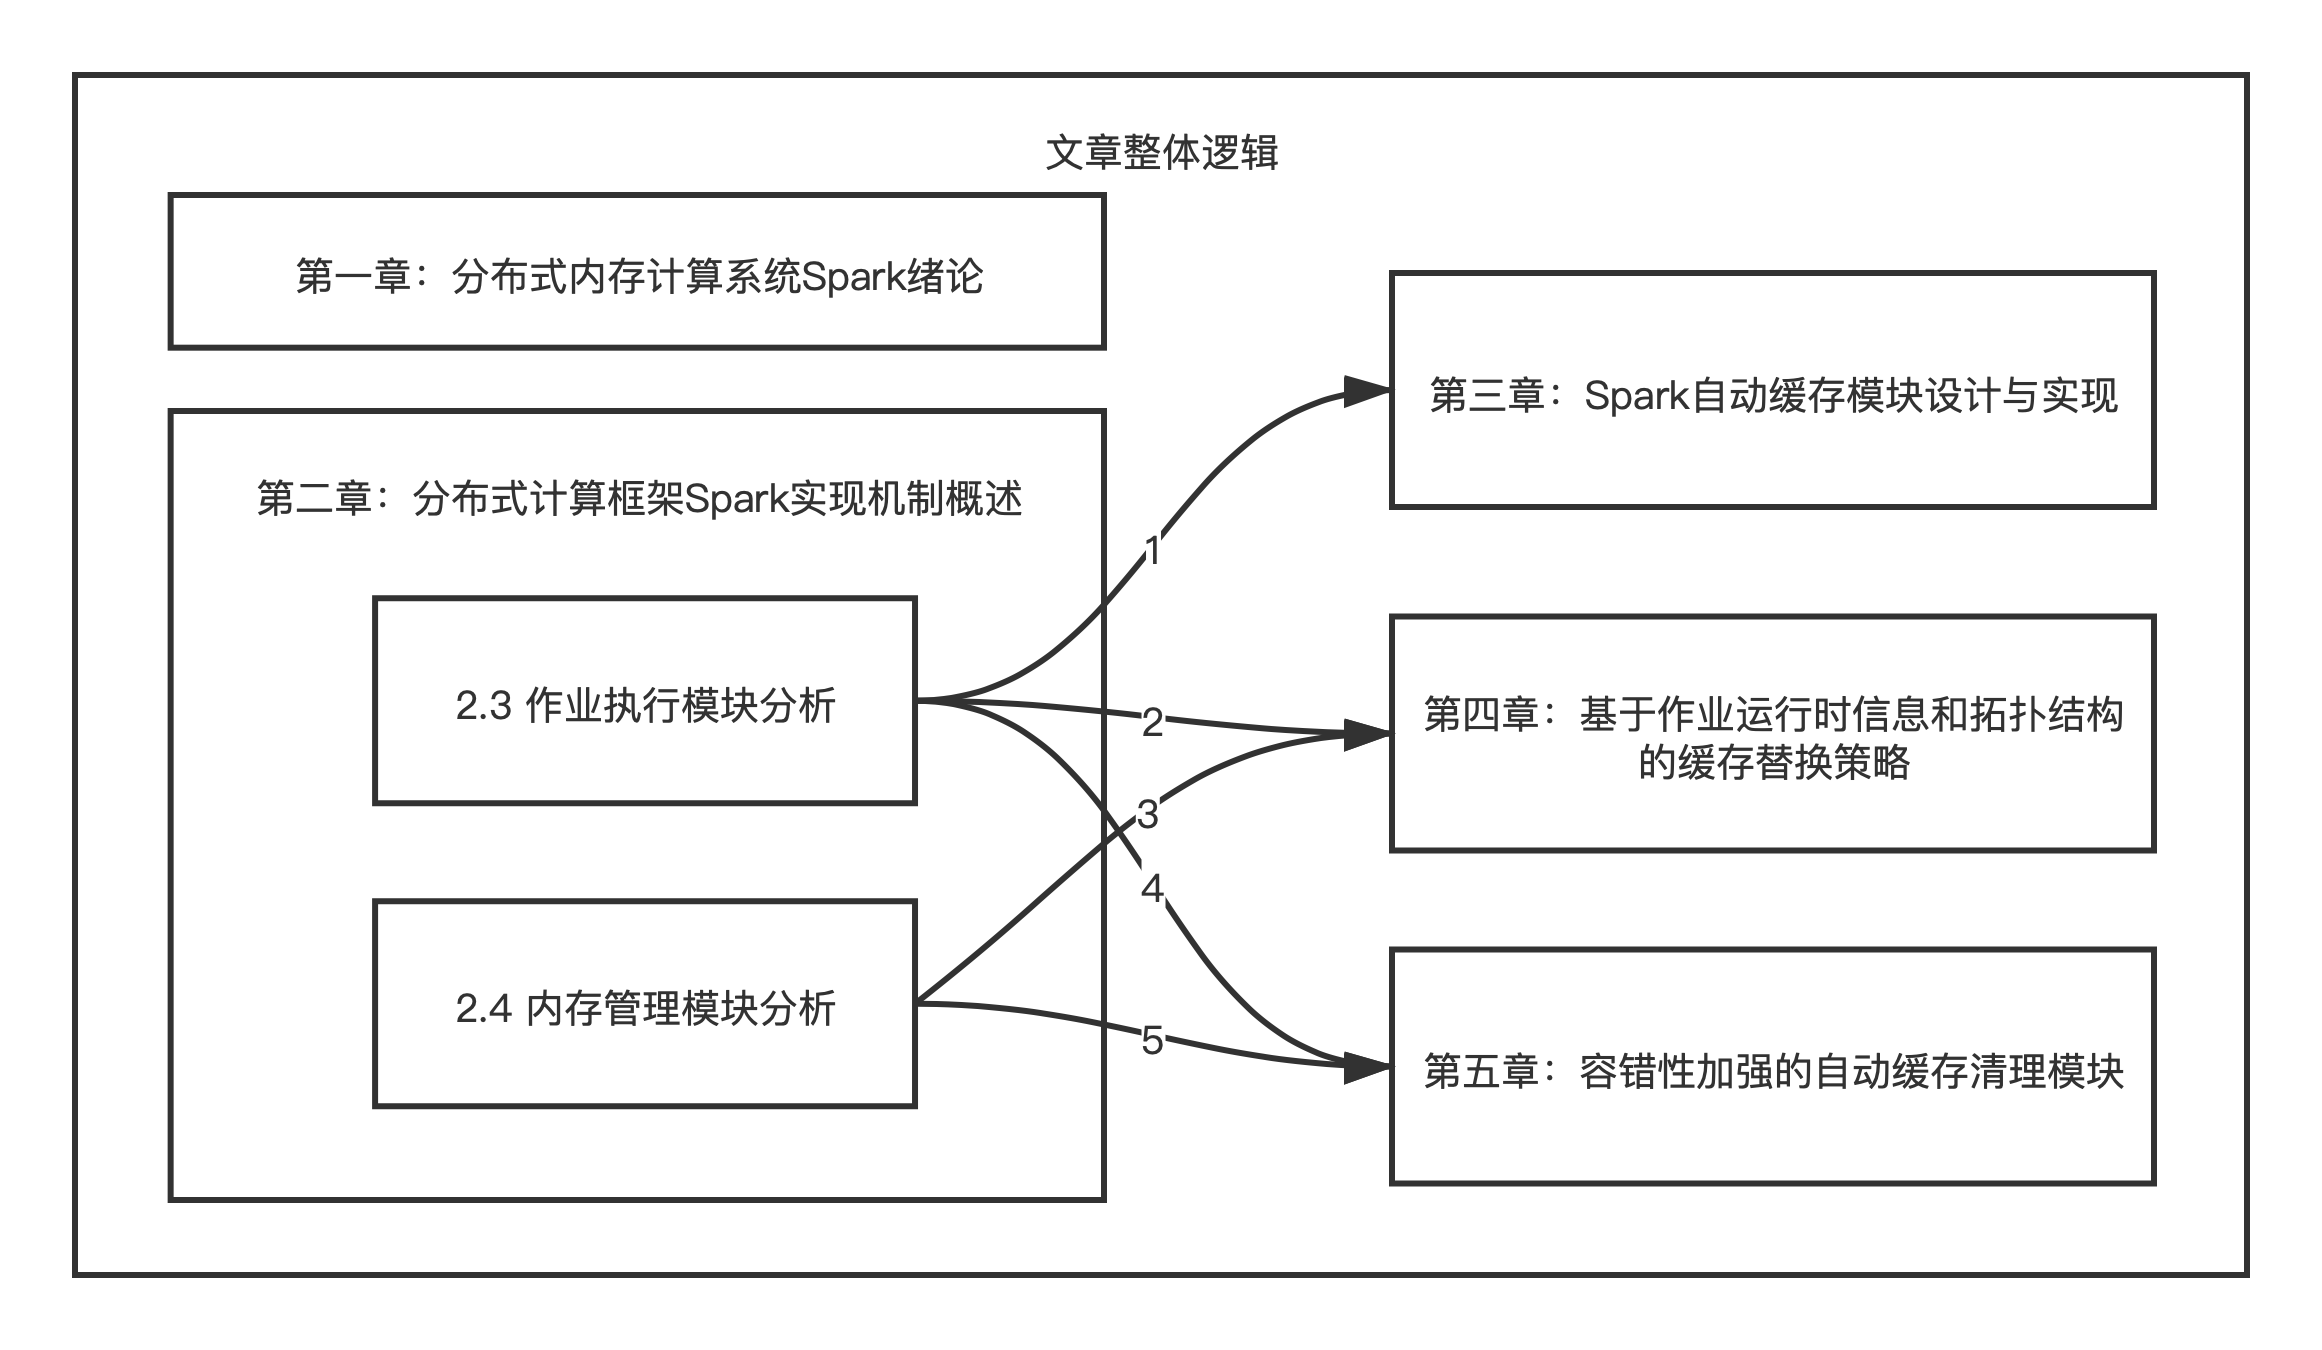 文章整体逻辑
第一章：分布式内存计算系统Spark绪论
第二章：分布式计算框架Spark实现机制概述
2.3 作业执行模块分析
2.4 内存管理模块分析
1
2
3
4
5
第三章：Spark自动缓存模块设计与实现
第四章：基于作业运行时信息和拓扑结构
的缓存替换策略
第五章：容错性加强的自动缓存清理模块